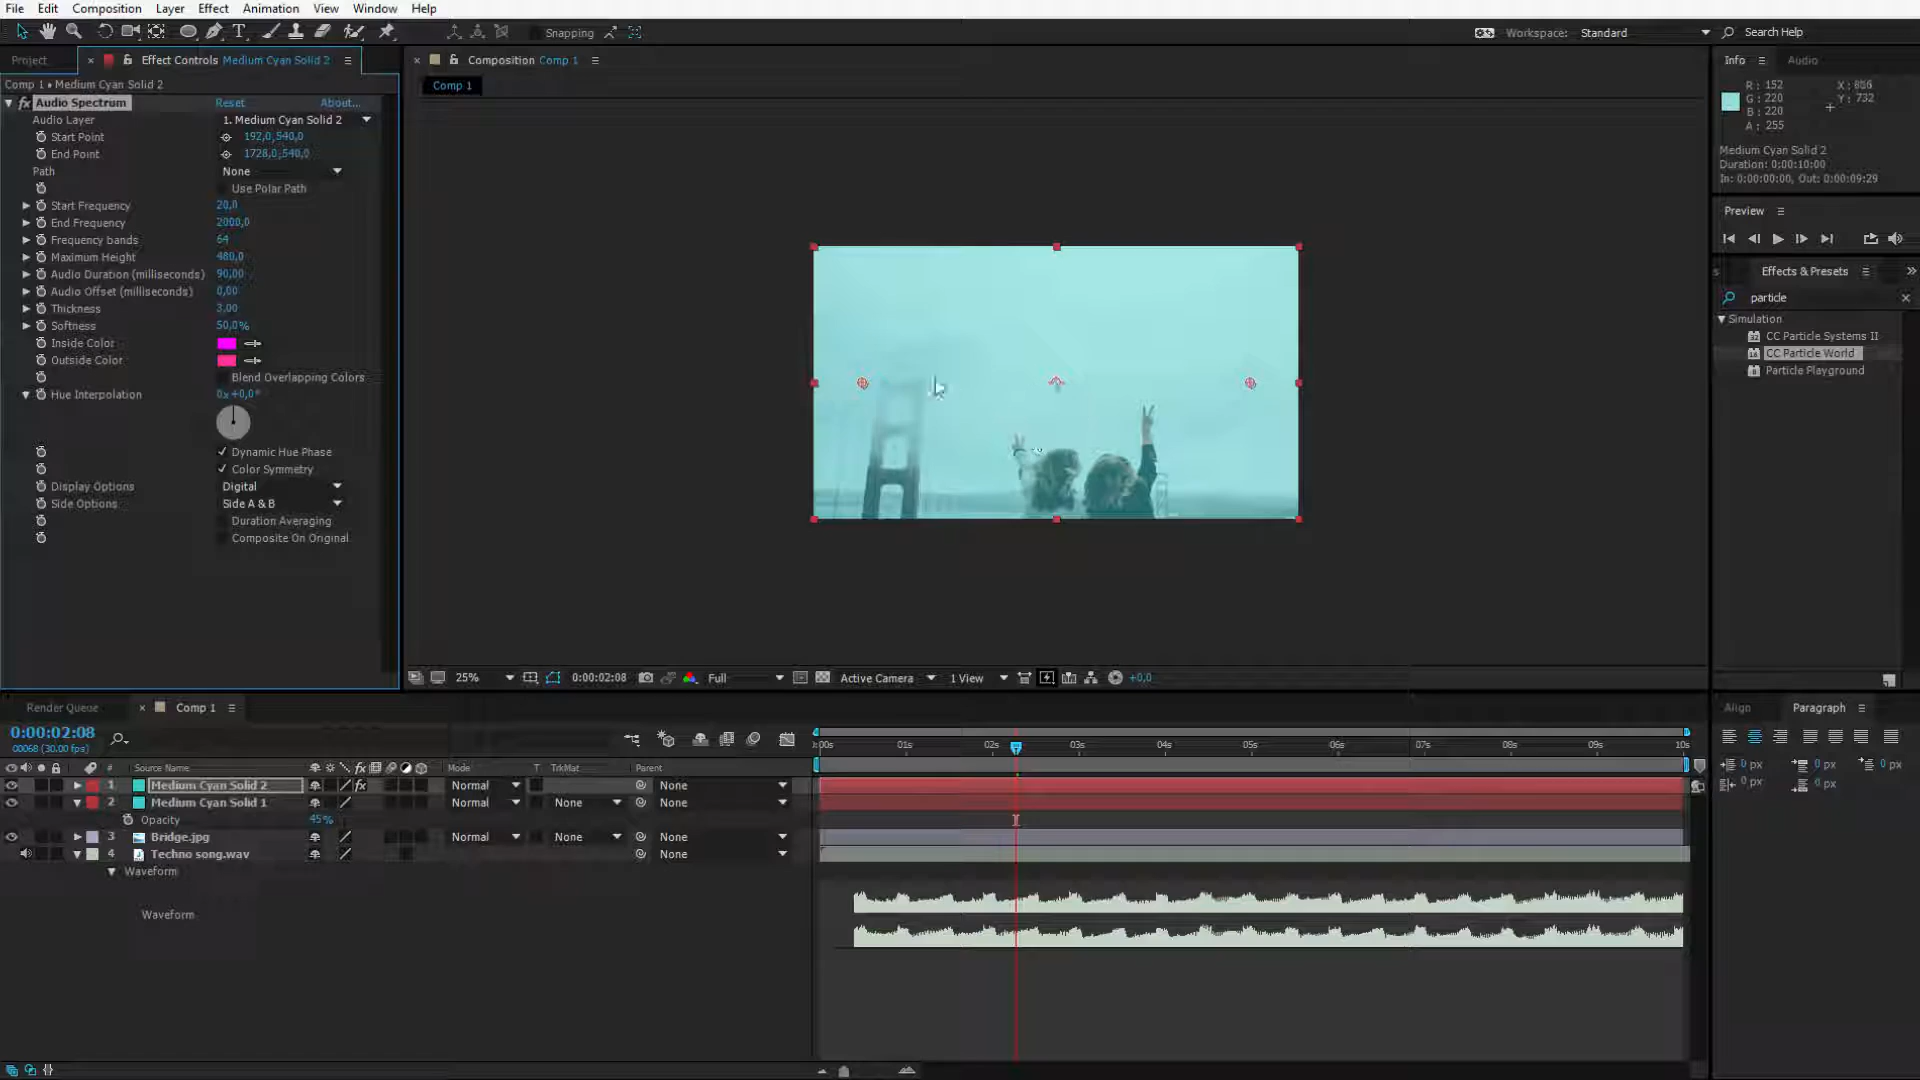 File Edit Composition Layer Effect Animation View Window Help
Snapping Workspace: Standard Search Help
Project Effect Controls Medium Cyan Solid 2 Composition Comp 1 Info Audio
Comp 1 • Medium Cyan Solid 2
Comp 1
fx Audio Spectrum Reset About...
Audio Layer 1. Medium Cyan Solid 2
Start Point 192,0,540,0
End Point 1728,0,540,0
Path None
Use Polar Path
Start Frequency 20,0
End Frequency 2000,0
Frequency bands 64
Maximum Height 480,0
Audio Duration (milliseconds) 90,00
Audio Offset (milliseconds) 0,00
Thickness 3,00
Softness 50,0%
Inside Color
Outside Color
Blend Overlapping Colors
Hue Interpolation 0x+0,0°
Dynamic Hue Phase
Color Symmetry
Display Options Digital
Side Options Side A & B
Duration Averaging
Composite On Original
R: 152
G: 220
B: 220
A: 255
X: 856
Y: 732
Medium Cyan Solid 2
Duration: 0:00:10:00
In: 0:00:00:00, Out: 0:00:09:29
Preview
Effects & Presets
particle
Simulation
CC Particle Systems II
CC Particle World
Particle Playground
25% 0:00:02:08 Full Active Camera 1 View +0,0
Render Queue Comp 1
0:00:02:08
00068 (30.00 fps)
# Source Name fx Mode T TrkMat Parent
:00s 01s 02s 03s 04s 05s 06s 07s 08s 09s 10s
1 Medium Cyan Solid 2 fx Normal None
2 Medium Cyan Solid 1 Normal None None
Opacity 45%
3 Bridge.jpg Normal None None
4 Techno song.wav None
Waveform
Waveform
Align Paragraph
0 px 0 px 0 px
0 px 0 px